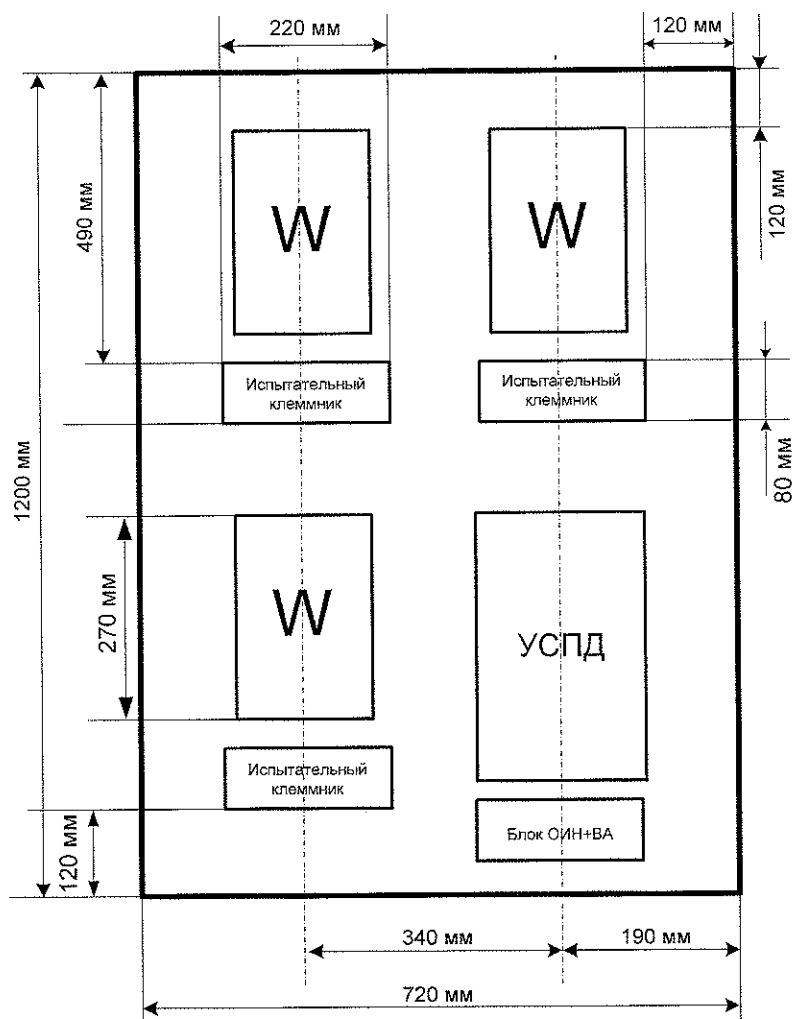 220 мм
120 мм
W
W
490 мм
120 мм
Испытательный
клеммник
Испытательный
клеммник
1200 мм
80 мм
W
270 мм
УСПД
Испытательный
клеммник
Блок ОИН+ВА
120 мм
340 мм
190 мм
720 мм